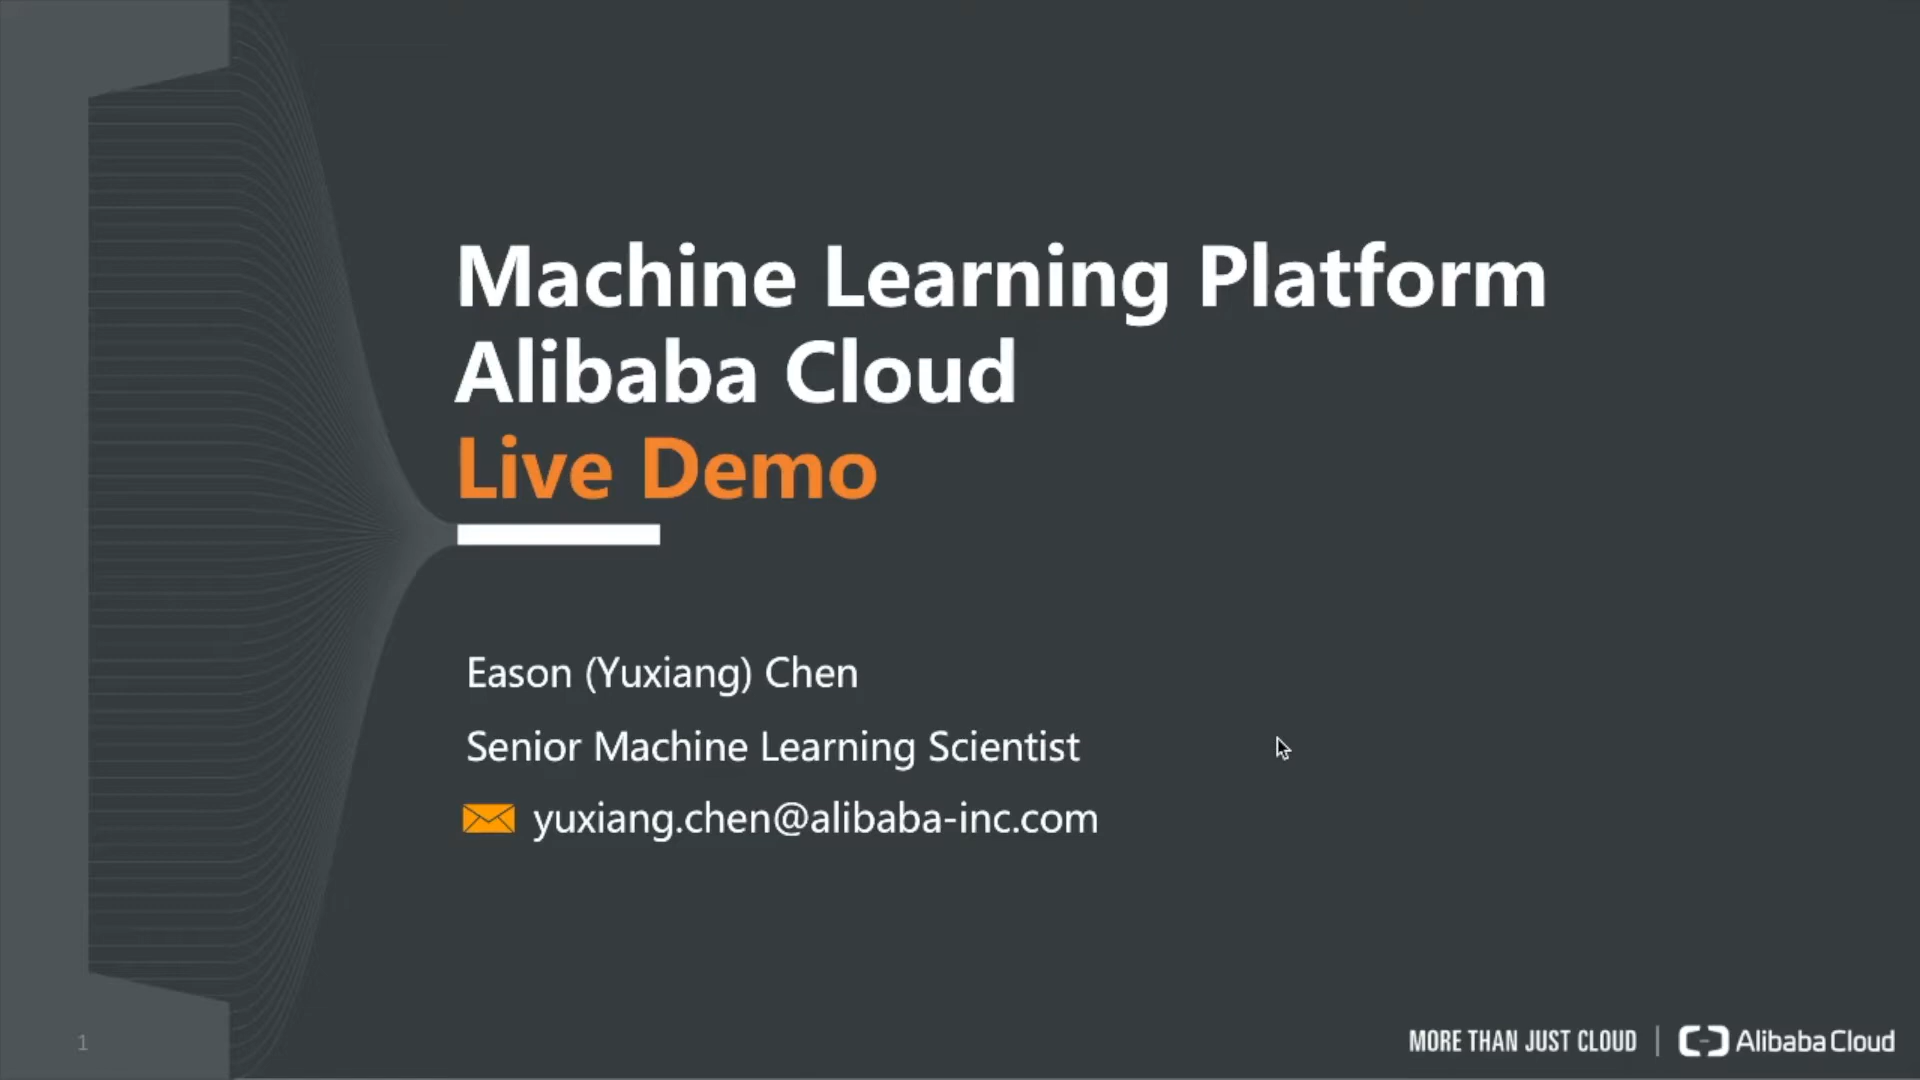 Machine Learning Platform
Alibaba Cloud
Live Demo
Eason (Yuxiang) Chen
Senior Machine Learning Scientist
yuxiang.chen@alibaba-inc.com
1
MORE THAN JUST CLOUD | Alibaba Cloud